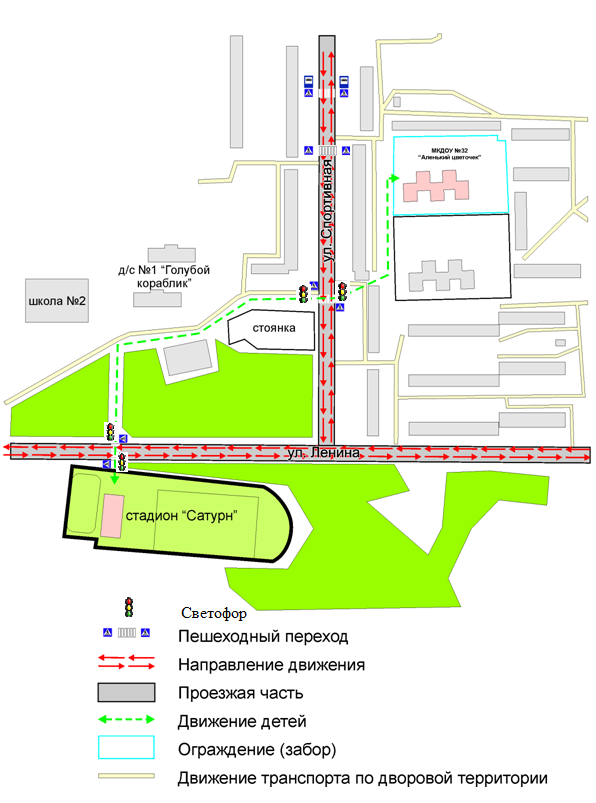 МКДОУ №32
"Аленький цветочек"
ул. Спортивная
д/с №1 "Голубой
кораблик"
школа №2
стоянка
ул. Ленина
стадион "Сатурн"
Светофор
Пешеходный переход
Направление движения
Проезжая часть
Движение детей
Ограждение (забор)
Движение транспорта по дворовой территории